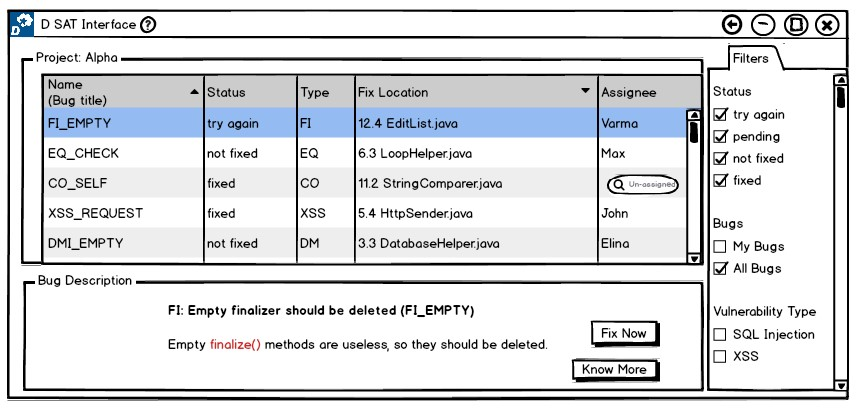 D D SAT Interface ?
Project: Alpha
Filters
Name Status Type Fix Location Assignee
(Bug title)
FI_EMPTY try again FI 12.4 EditList.java Varma
EQ_CHECK not fixed EQ 6.3 LoopHelper.java Max
CO_SELF fixed CO 11.2 StringComparer.java Un-assigned
XSS_REQUEST fixed XSS 5.4 HttpSender.java John
DMI_EMPTY not fixed DM 3.3 DatabaseHelper.java Elina
Status
try again
pending
not fixed
fixed
Bugs
My Bugs
All Bugs
Vulnerability Type
SQL Injection
XSS
Bug Description
FI: Empty finalizer should be deleted (FI_EMPTY)
Empty finalize() methods are useless, so they should be deleted.
Fix Now
Know More